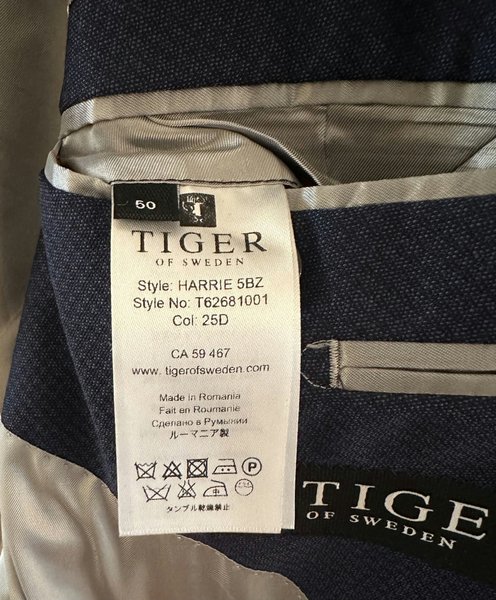 50
TIGER
OF SWEDEN
Style: HARRIE 5BZ
Style No: T62681001
Col: 25D
CA 59 467
www.tigerofsweden.com
Made in Romania
Fait en Roumanie
Сделано в Румынии
ルーマニア製
P
タンブル乾燥禁止
TIGE
OF SWEDEN